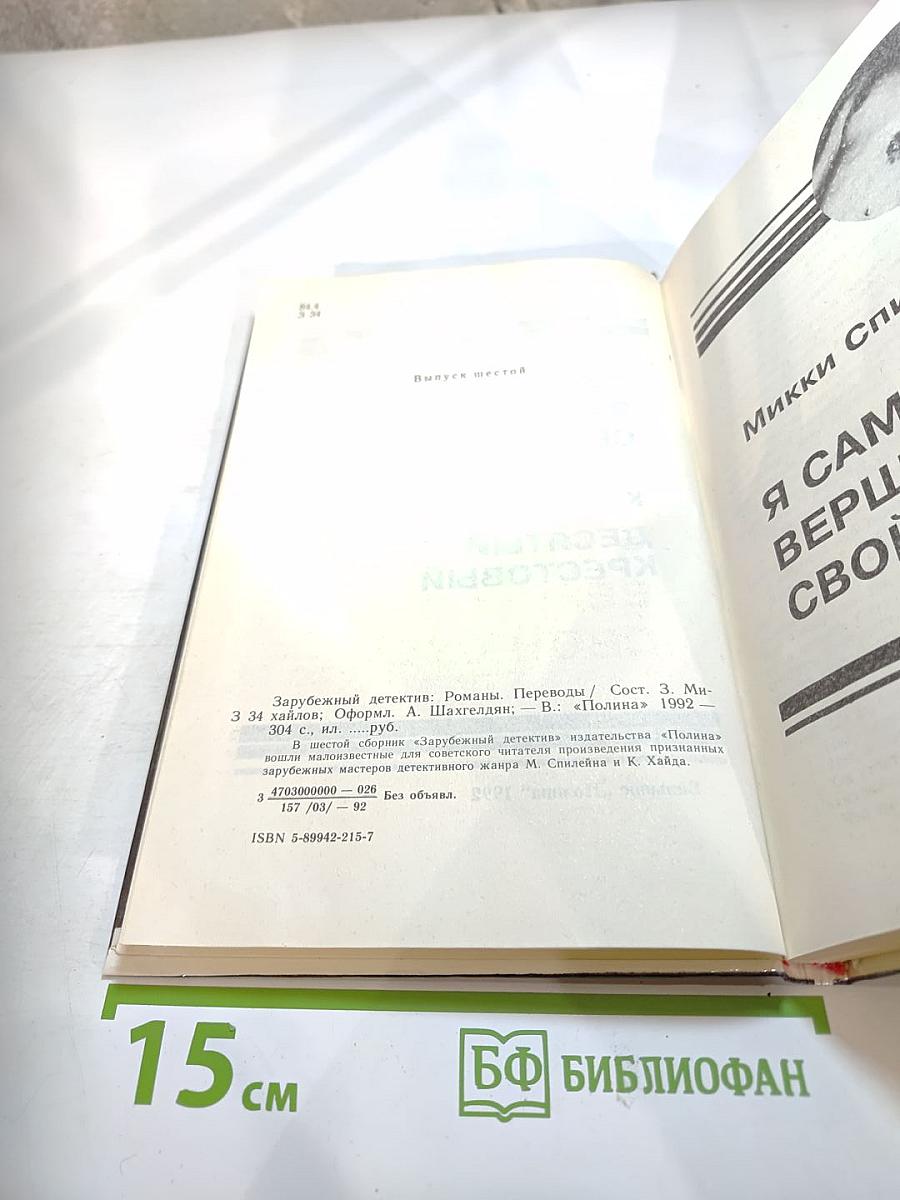 84.4
З 34
Выпуск шестой
Зарубежный детектив: Романы. Переводы / Сост. З. Ми-
З 34 хайлов; Оформл. А. Шахгелдян; — В.: «Полина» 1992 —
304 с., ил. .....руб.
В шестой сборник «Зарубежный детектив» издательства «Полина»
вошли малоизвестные для советского читателя произведения признанных
зарубежных мастеров детективного жанра М. Спилейна и К. Хайда.
З 4703000000 — 026
157 /03/ — 92
Без объявл.
ISBN 5-89942-215-7
Микки Спи
Я САМ
ВЕРШ
СВОЙ
15 см
БФ БИБЛИОФАН